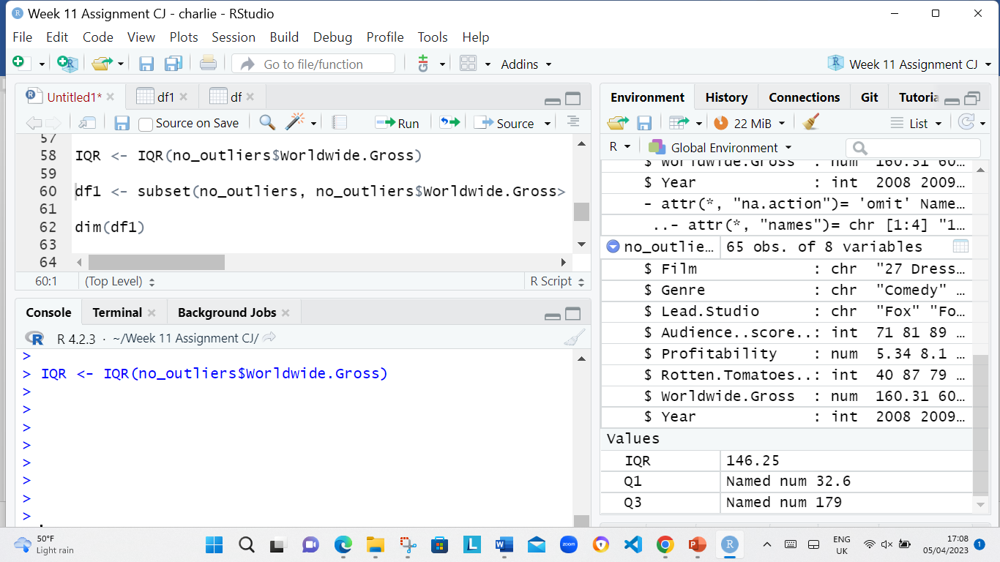 Week 11 Assignment CJ - charlie - RStudio
File Edit Code View Plots Session Build Debug Profile Tools Help
Go to file/function
Addins
Week 11 Assignment CJ
Untitled1*
df1
df
Source on Save
Run
Source
57
58 IQR <- IQR(no_outliers$Worldwide.Gross)
59
60 df1 <- subset(no_outliers, no_outliers$Worldwide.Gross>
61
62 dim(df1)
63
64
60:1 (Top Level) R Script
Console Terminal Background Jobs
R 4.2.3 · ~/Week 11 Assignment CJ/
>
> IQR <- IQR(no_outliers$Worldwide.Gross)
>
>
>
>
>
>
>
>
Environment History Connections Git Tutoria
22 MiB
List
R Global Environment
$ Worldwide.Gross : num 160.31 60…
$ Year : int 2008 2009…
- attr(*, "na.action")= 'omit' Name…
..- attr(*, "names")= chr [1:4] "1…
no_outlie… 65 obs. of 8 variables
$ Film : chr "27 Dress…
$ Genre : chr "Comedy" …
$ Lead.Studio : chr "Fox" "Fo…
$ Audience..score..: int 71 81 89 …
$ Profitability : num 5.34 8.1 …
$ Rotten.Tomatoes..: int 40 87 79 …
$ Worldwide.Gross : num 160.31 60…
$ Year : int 2008 2009…
Values
IQR 146.25
Q1 Named num 32.6
Q3 Named num 179
50°F
Light rain
zoom
ENG
UK
17:08
05/04/2023
1